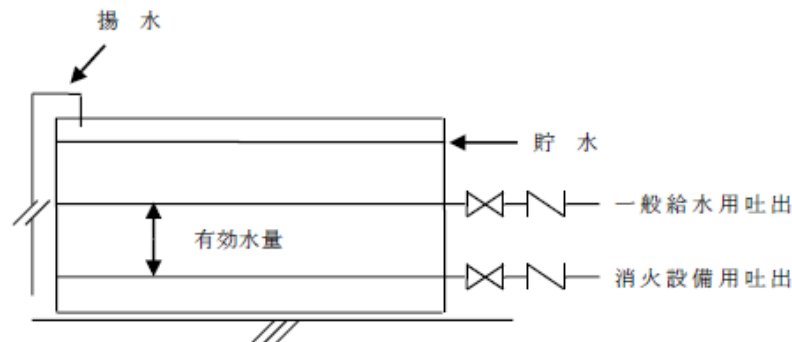 揚水
貯水
一般給水用吐出
有効水量
消火設備用吐出